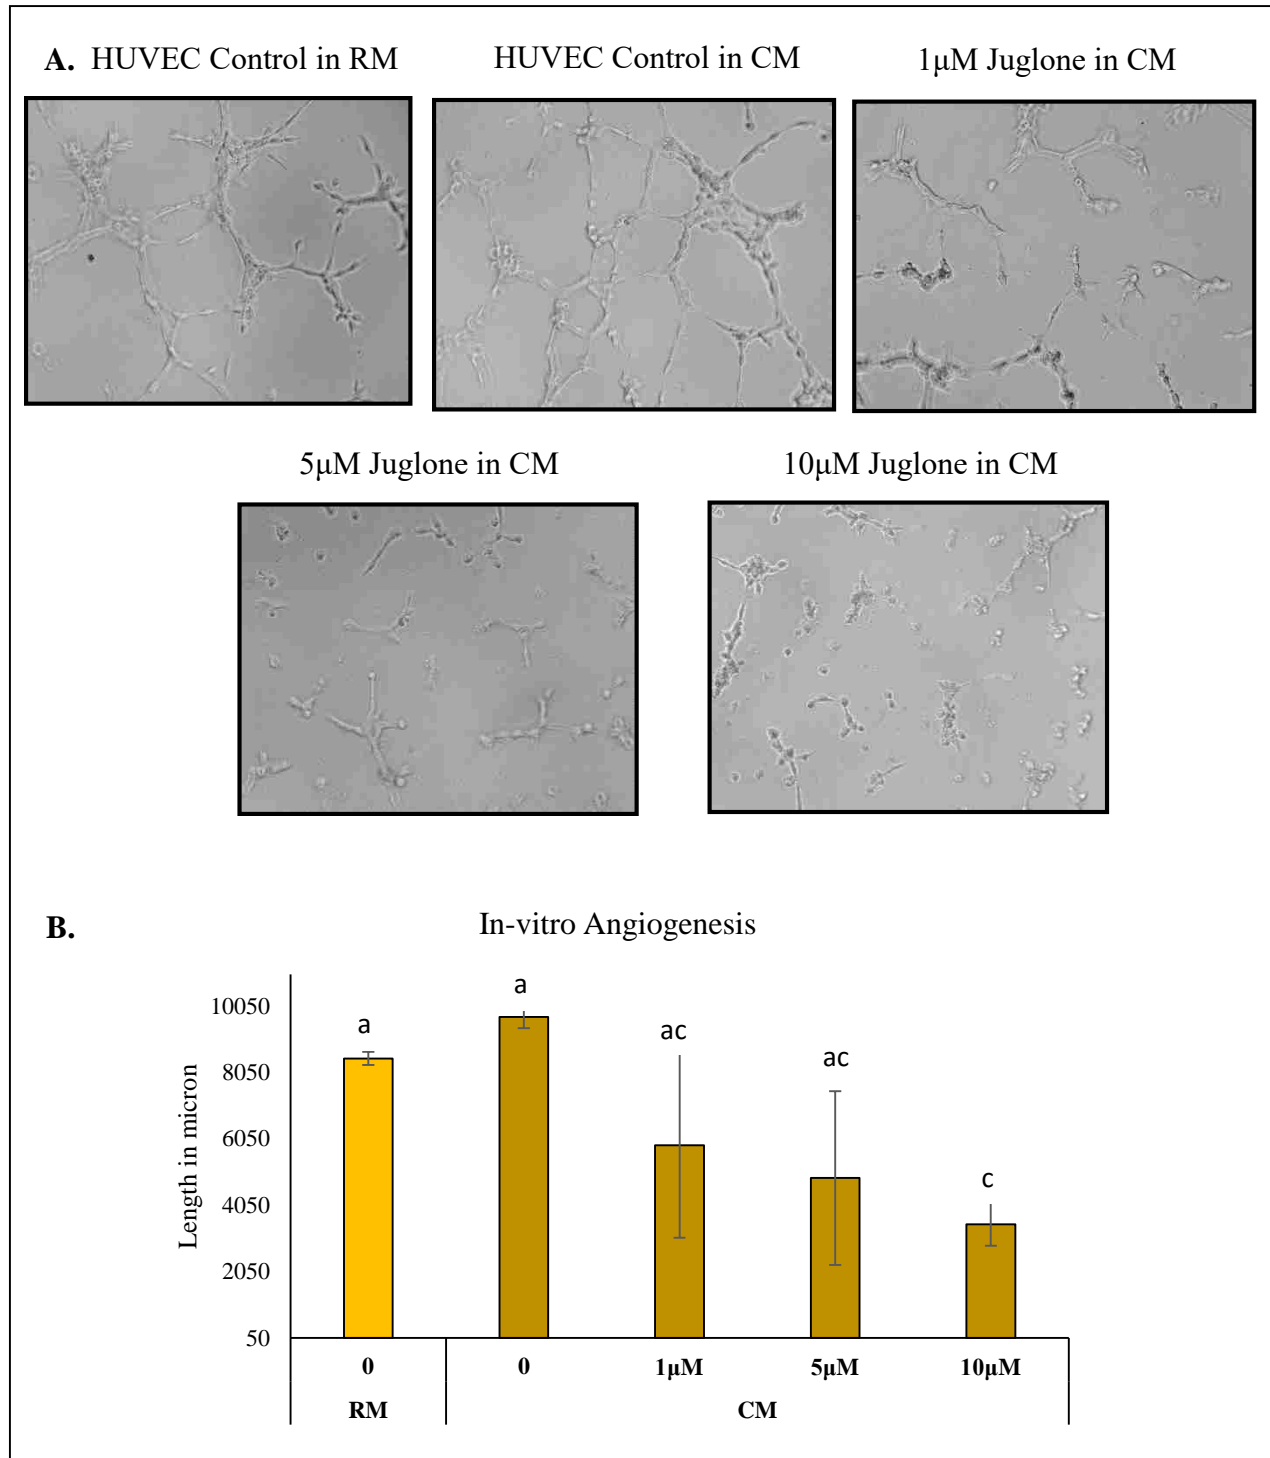 A. HUVEC Control in RM
HUVEC Control in CM
1μM Juglone in CM
5μM Juglone in CM
10μM Juglone in CM
B.
In-vitro Angiogenesis
Length in micron
10050
8050
6050
4050
2050
50
a
a
ac
ac
c
0
0
1μM
5μM
10μM
RM
CM